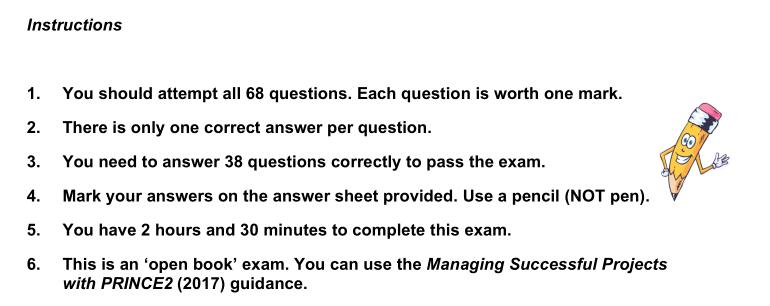 Instructions
1. You should attempt all 68 questions. Each question is worth one mark.
2. There is only one correct answer per question.
3. You need to answer 38 questions correctly to pass the exam.
4. Mark your answers on the answer sheet provided. Use a pencil (NOT pen).
5. You have 2 hours and 30 minutes to complete this exam.
6. This is an ‘open book’ exam. You can use the Managing Successful Projects
with PRINCE2 (2017) guidance.